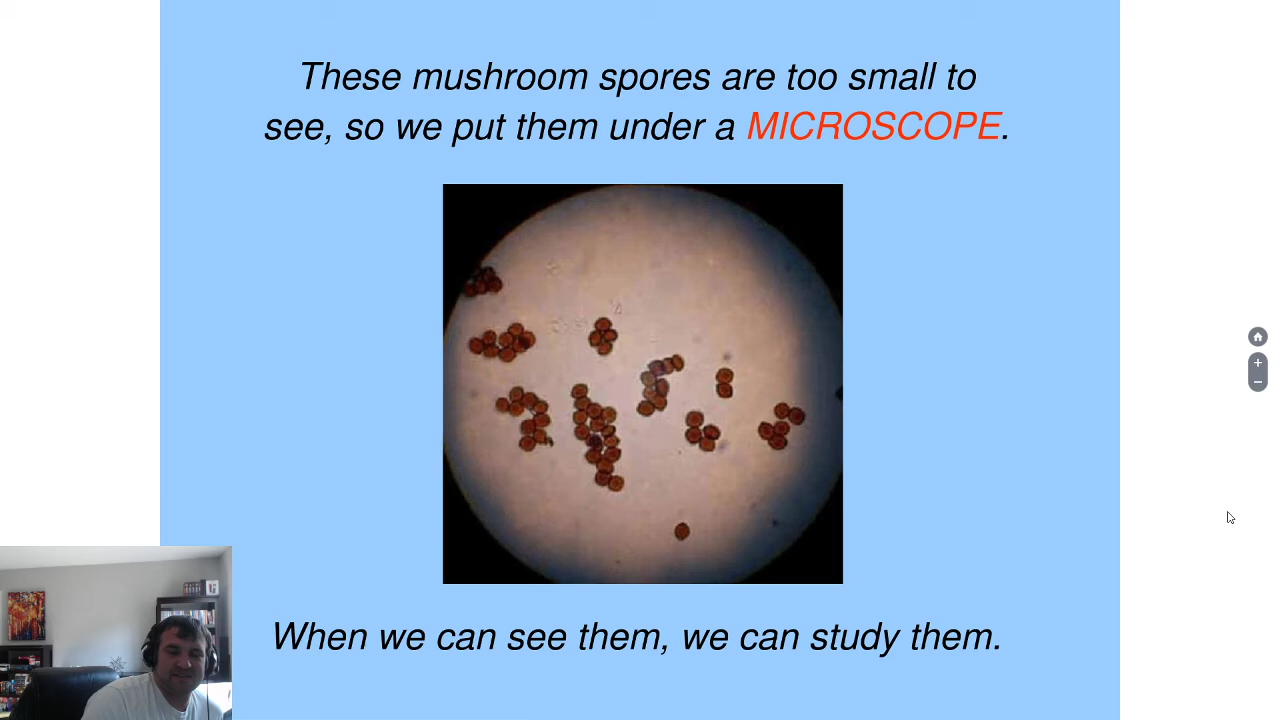 These mushroom spores are too small to
see, so we put them under a MICROSCOPE.
When we can see them, we can study them.